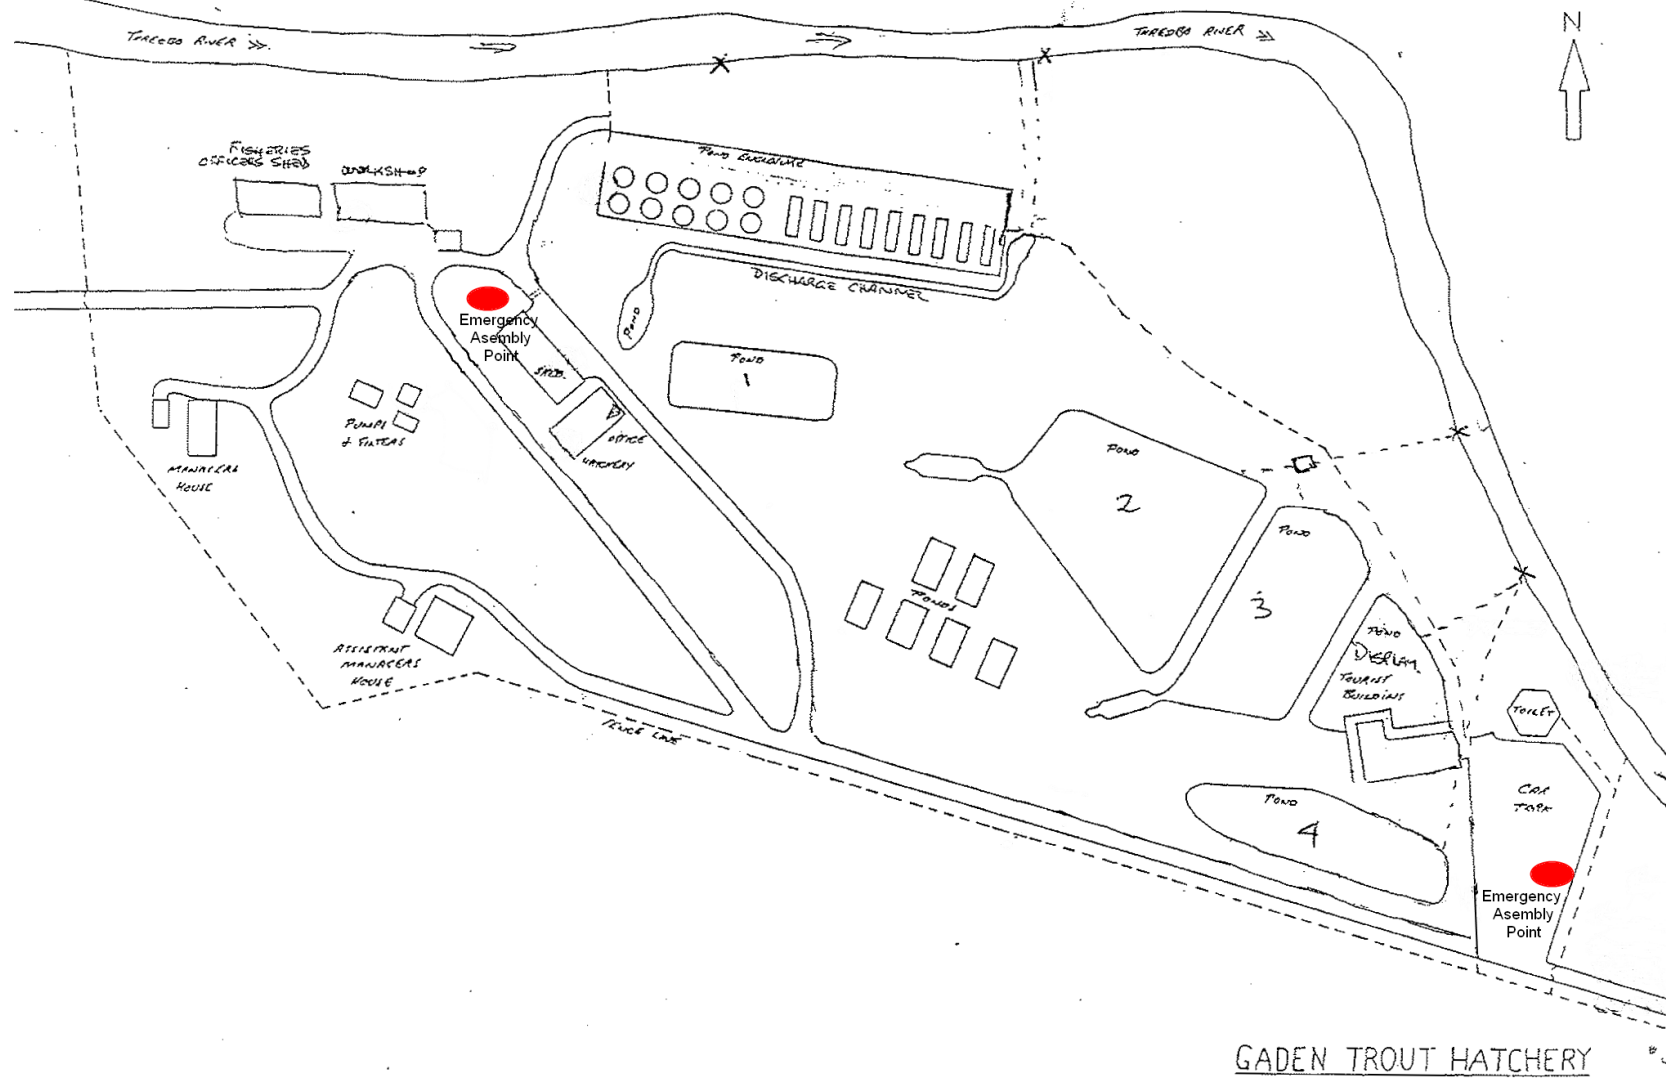 THREDBO RIVER
THREDBO RIVER
N
FISHERIES
OFFICERS SHED
WORKSHOP
POND ENCLOSURE
DISCHARGE CHANNEL
POND
Emergency
Asembly
Point
SHED
POND
1
PUMPS
& FILTERS
OFFICE
HATCHERY
MANAGERS
HOUSE
POND
2
POND
3
PONDS
POND
DISPLAY
TOURIST
BUILDING
TOILET
ASSISTANT
MANAGERS
HOUSE
FENCE LINE
CAR
PARK
POND
4
Emergency
Asembly
Point
GADEN TROUT HATCHERY